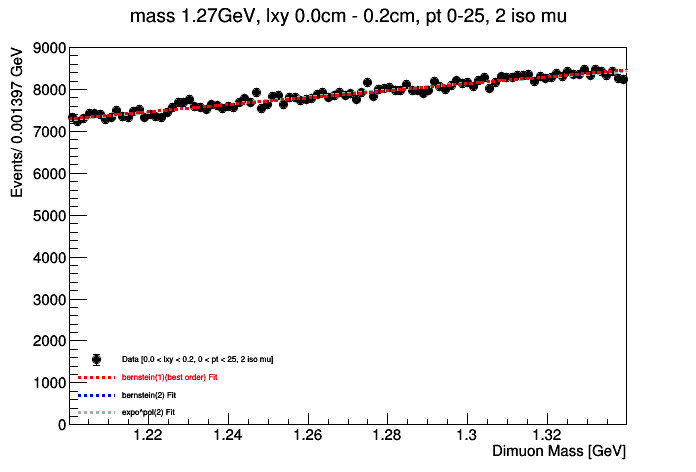 mass 1.27GeV, lxy 0.0cm - 0.2cm, pt 0-25, 2 iso mu
Events/ 0.001397 GeV
9000
8000
7000
6000
5000
4000
3000
2000
1000
0
Data [0.0 < lxy < 0.2, 0 < pt < 25, 2 iso mu]
bernstein(1)(best order) Fit
bernstein(2) Fit
expo*pol(2) Fit
1.22 1.24 1.26 1.28 1.3 1.32
Dimuon Mass [GeV]